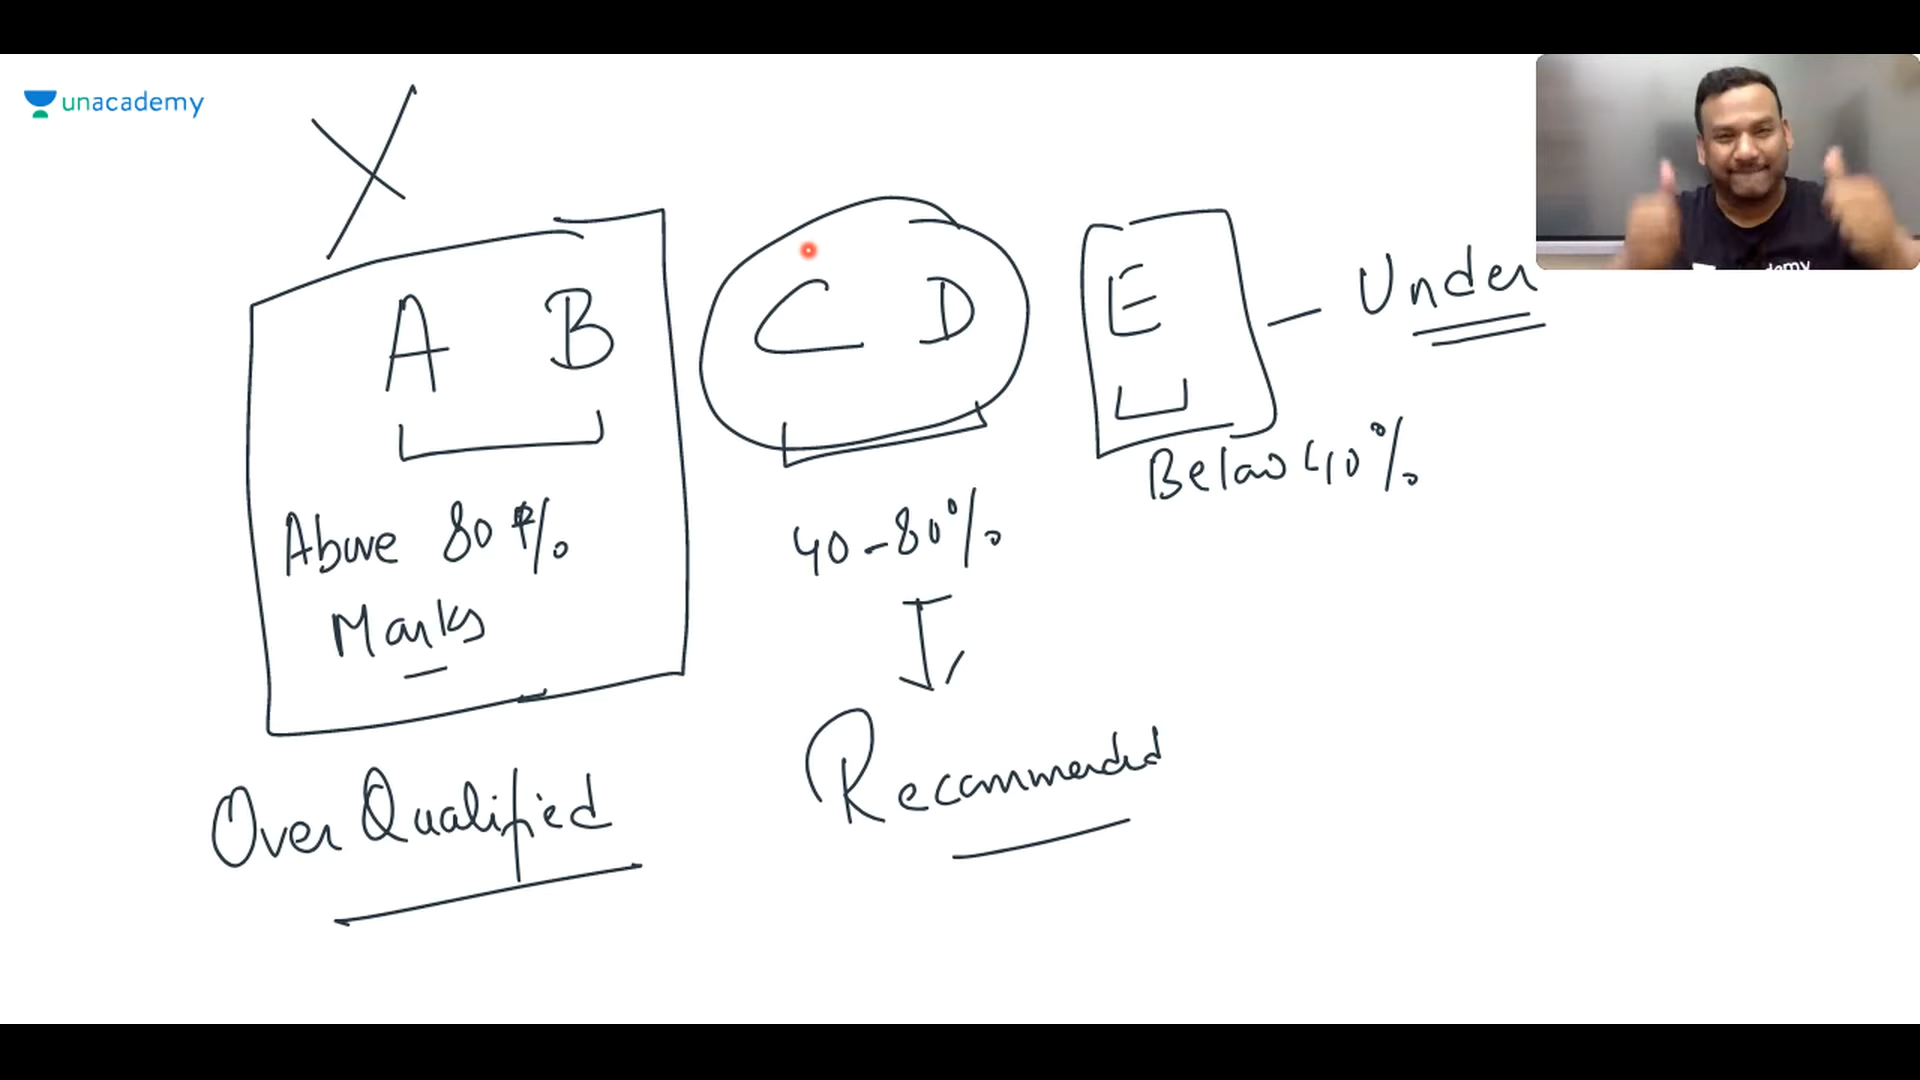 unacademy
X
A B C D E - Under
Below 40%
Above 80%
Marks
40-80%
Recommended
Over Qualified